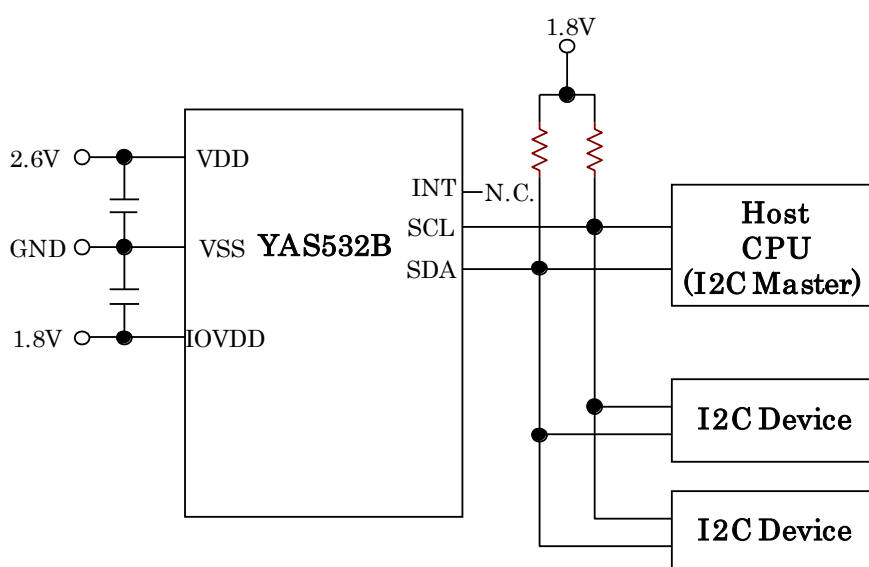 1.8V
2.6V
VDD
INT
N.C.
Host
CPU
(I2C Master)
SCL
GND
VSS
YAS532B
SDA
1.8V
IOVDD
I2C Device
I2C Device